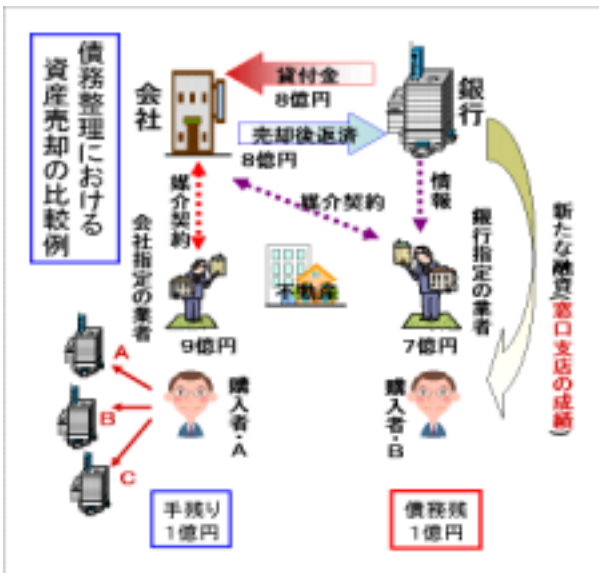 債務整理における
資産売却の比較例
会社
貸付金
8億円
売却後返済
8億円
銀行
媒介契約
会社指定の業者
媒介契約
情報
銀行指定の業者
新たな融資(窓口支店の成績)
不動産
9億円
7億円
A
B
C
購入者・A
購入者・B
手残り
1億円
債務残
1億円